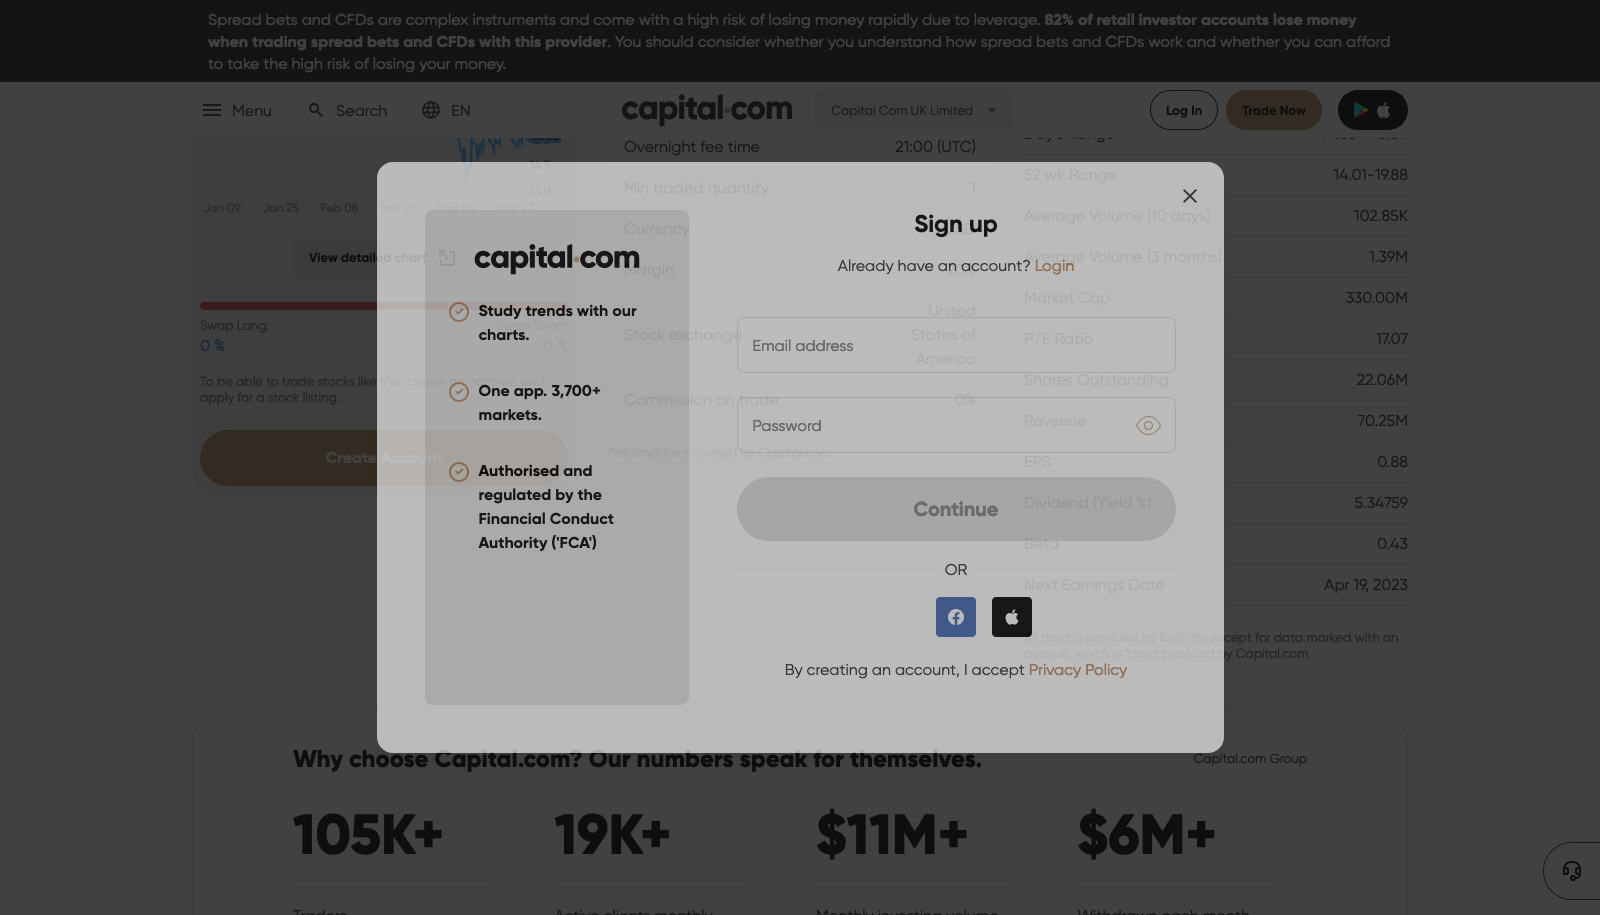 Spread bets and CFDs are complex instruments and come with a high risk of losing money rapidly due to leverage. 82% of retail investor accounts lose money
when trading spread bets and CFDs with this provider. You should consider whether you understand how spread bets and CFDs work and whether you can afford
to take the high risk of losing your money.
Menu
Search
EN
capital.com
Capital Com UK Limited
Log In
Trade Now
14.5
14.0
Jan 09
Jan 25
Feb 08
Feb 23
Mar 09
Mar 23
View detailed chart
Swap Long:
0 %
Swap Short:
0 %
To be able to trade stocks like this, create an account and
apply for a stock listing.
Create Account
Overnight fee time
21:00 (UTC)
Min traded quantity
1
Currency
Margin
Stock exchange
United
States of
America
Commission on trade
0%
*Information provided by Capital.com
Days Range
52 wk Range
14.01-19.88
Average Volume (10 days)
102.85K
Average Volume (3 months)
1.39M
Market Cap
330.00M
P/E Ratio
17.07
Shares Outstanding
22.06M
Revenue
70.25M
EPS
0.88
Dividend (Yield %)
5.34759
Beta
0.43
Next Earnings Date
Apr 19, 2023
All data is provided by Refinitiv, except for data marked with an
asterisk, which is *data provided by Capital.com
capital.com
Study trends with our
charts.
One app. 3,700+
markets.
Authorised and
regulated by the
Financial Conduct
Authority ('FCA')
Sign up
Already have an account? Login
Email address
Password
Continue
OR
By creating an account, I accept Privacy Policy
Why choose Capital.com? Our numbers speak for themselves.
Capital.com Group
105K+
19K+
$11M+
$6M+
Traders
Active clients monthly
Monthly investing volume
Withdrawn each month